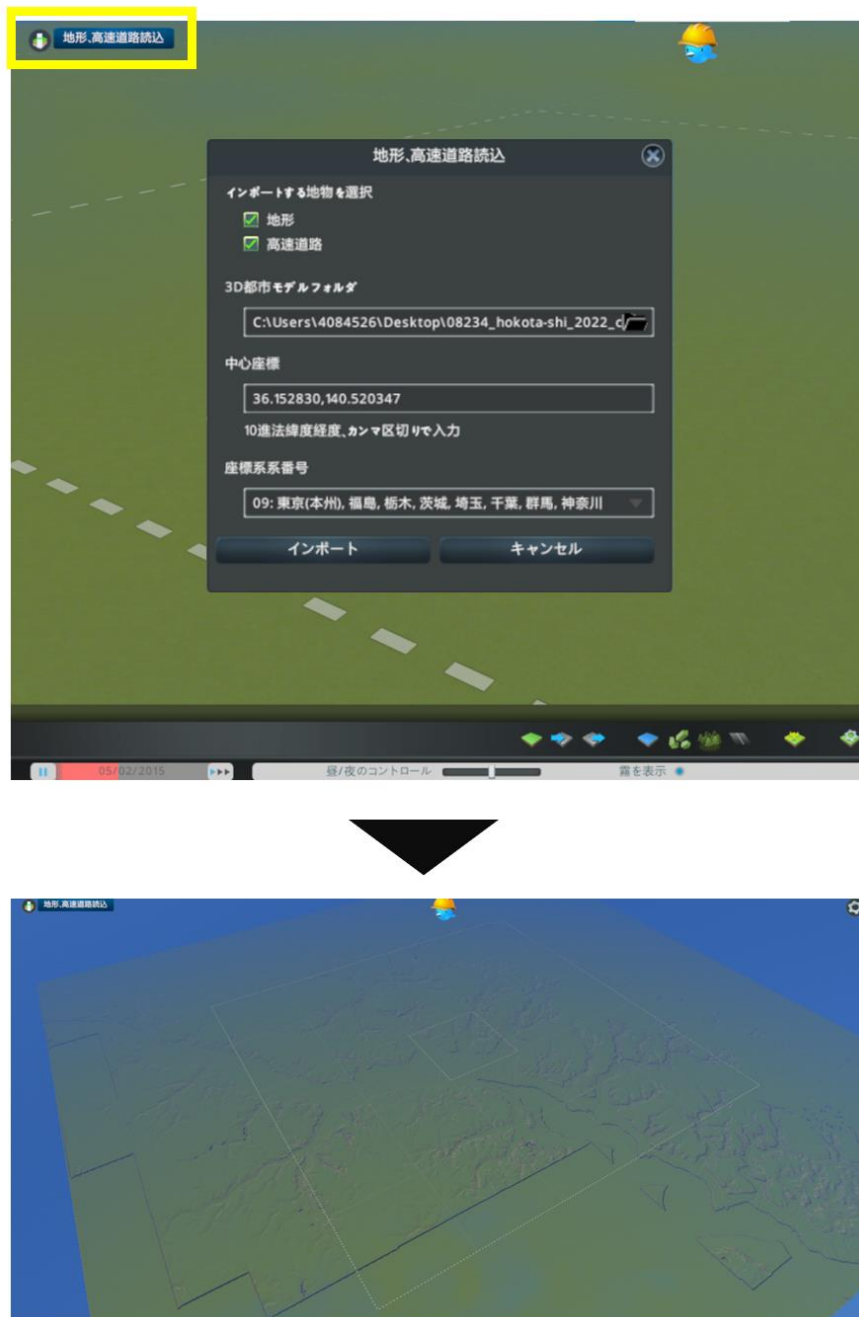 地形、高速道路読込
地形、高速道路読込
インポートする地物を選択
地形
高速道路
3D都市モデルフォルダ
C:\Users\4084526\Desktop\08234_hokota-shi_2022_c
中心座標
36.152830,140.520347
10進法緯度経度、カンマ区切りで入力
座標系系番号
09: 東京(本州), 福島, 栃木, 茨城, 埼玉, 千葉, 群馬, 神奈川
インポート キャンセル
05/02/2015 昼/夜のコントロール 霧を表示
地形、高速道路読込